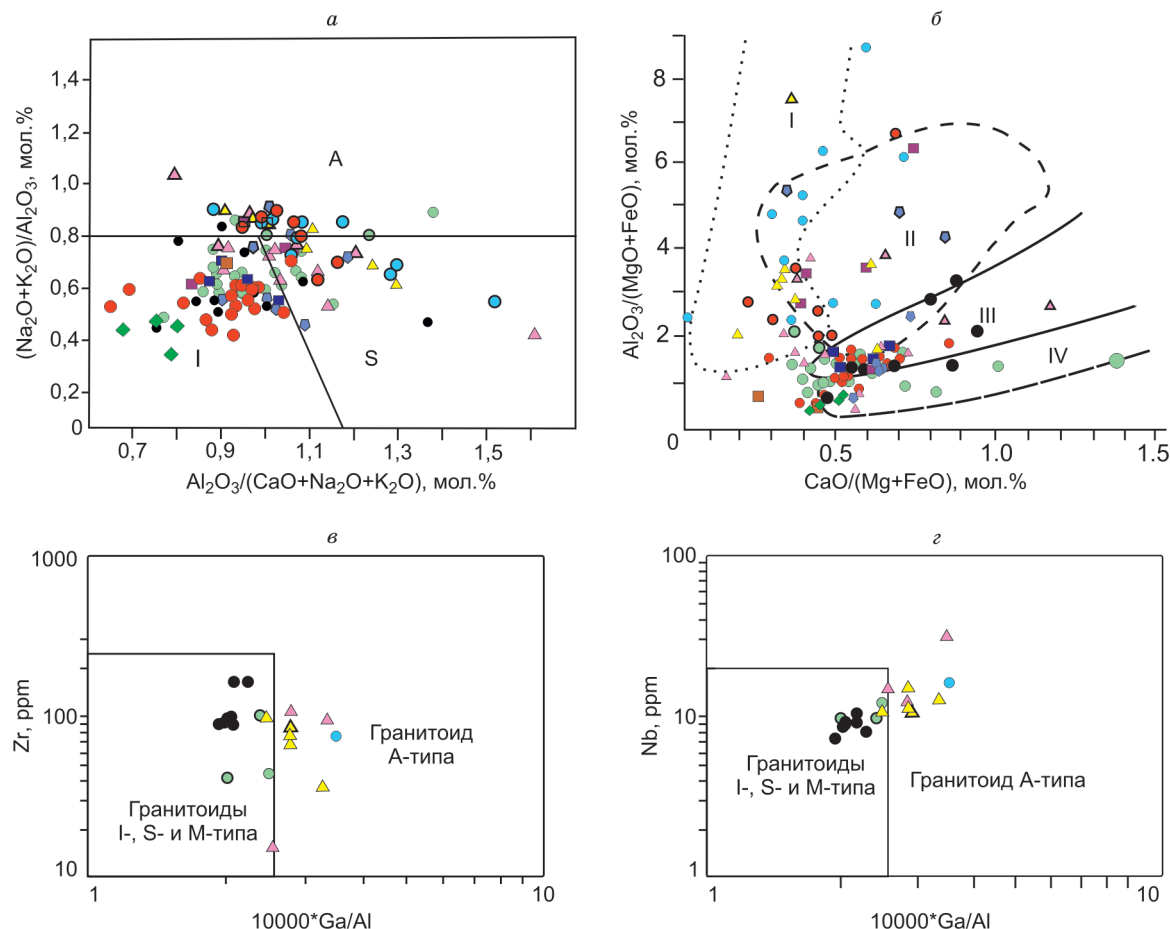 а
(Na₂O+K₂O)/Al₂O₃, мол.%
1,4
1,2
1,0
0,8
0,6
0,4
0,2
0
A
I
S
0,7
0,9
1,1
1,3
1,5
Al₂O₃/(CaO+Na₂O+K₂O), мол.%
б
Al₂O₃/(MgO+FeO), мол.%
8
6
4
2
0
I
II
III
IV
0.5
1.0
1.5
CaO/(Mg+FeO), мол.%
в
Zr, ppm
1000
100
10
Гранитоид
А-типа
Гранитоиды
I-, S- и М-типа
1
10
10000*Ga/Al
г
Nb, ppm
100
10
1
Гранитоиды
I-, S- и М-типа
Гранитоид А-типа
1
2
10
10000*Ga/Al